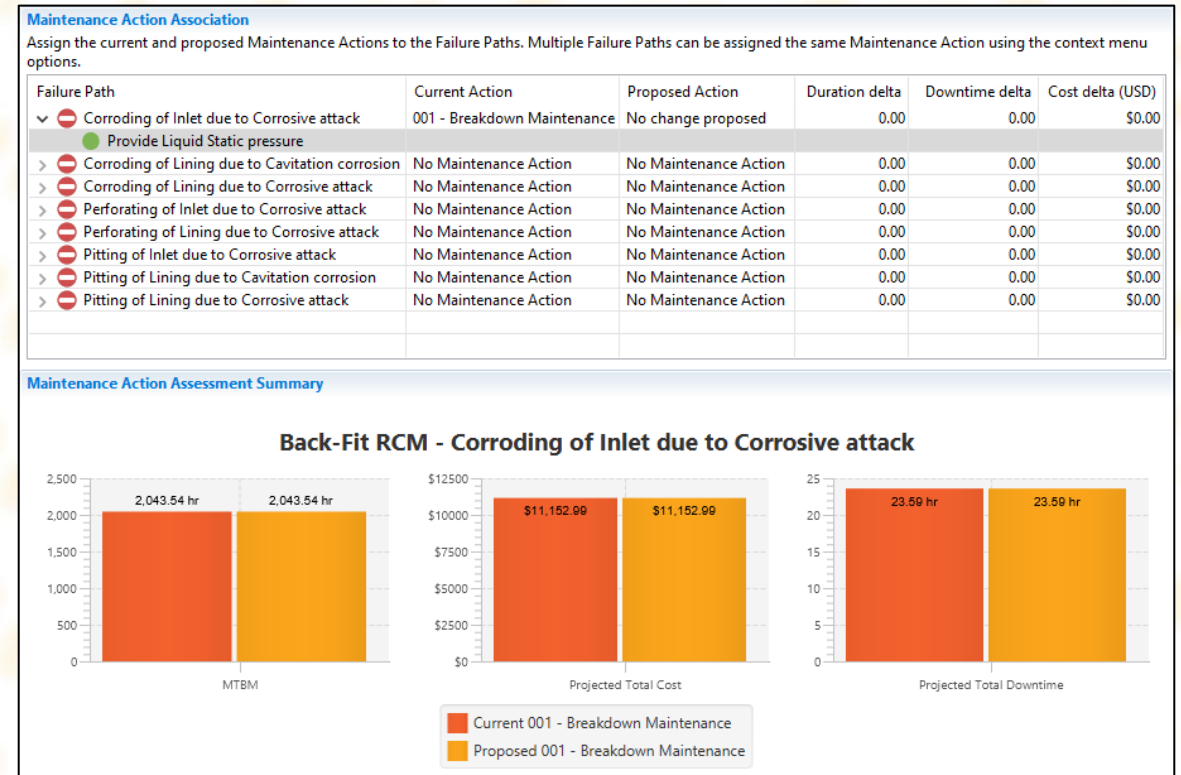 Maintenance Action Association
Assign the current and proposed Maintenance Actions to the Failure Paths. Multiple Failure Paths can be assigned the same Maintenance Action using the context menu
options.
Failure Path Current Action Proposed Action Duration delta Downtime delta Cost delta (USD)
Corroding of Inlet due to Corrosive attack 001 - Breakdown Maintenance No change proposed 0.00 0.00 $0.00
Provide Liquid Static pressure
Corroding of Lining due to Cavitation corrosion No Maintenance Action No Maintenance Action 0.00 0.00 $0.00
Corroding of Lining due to Corrosive attack No Maintenance Action No Maintenance Action 0.00 0.00 $0.00
Perforating of Inlet due to Corrosive attack No Maintenance Action No Maintenance Action 0.00 0.00 $0.00
Perforating of Lining due to Corrosive attack No Maintenance Action No Maintenance Action 0.00 0.00 $0.00
Pitting of Inlet due to Corrosive attack No Maintenance Action No Maintenance Action 0.00 0.00 $0.00
Pitting of Lining due to Cavitation corrosion No Maintenance Action No Maintenance Action 0.00 0.00 $0.00
Pitting of Lining due to Corrosive attack No Maintenance Action No Maintenance Action 0.00 0.00 $0.00
Maintenance Action Assessment Summary
Back-Fit RCM - Corroding of Inlet due to Corrosive attack
2,500 $12500 25
2,043.54 hr 2,043.54 hr $11,152.99 $11,152.99 23.59 hr 23.59 hr
2,000 $10000 20
1,500 $7500 15
1,000 $5000 10
500 $2500 5
0 $0 0
MTBM Projected Total Cost Projected Total Downtime
Current 001 - Breakdown Maintenance
Proposed 001 - Breakdown Maintenance